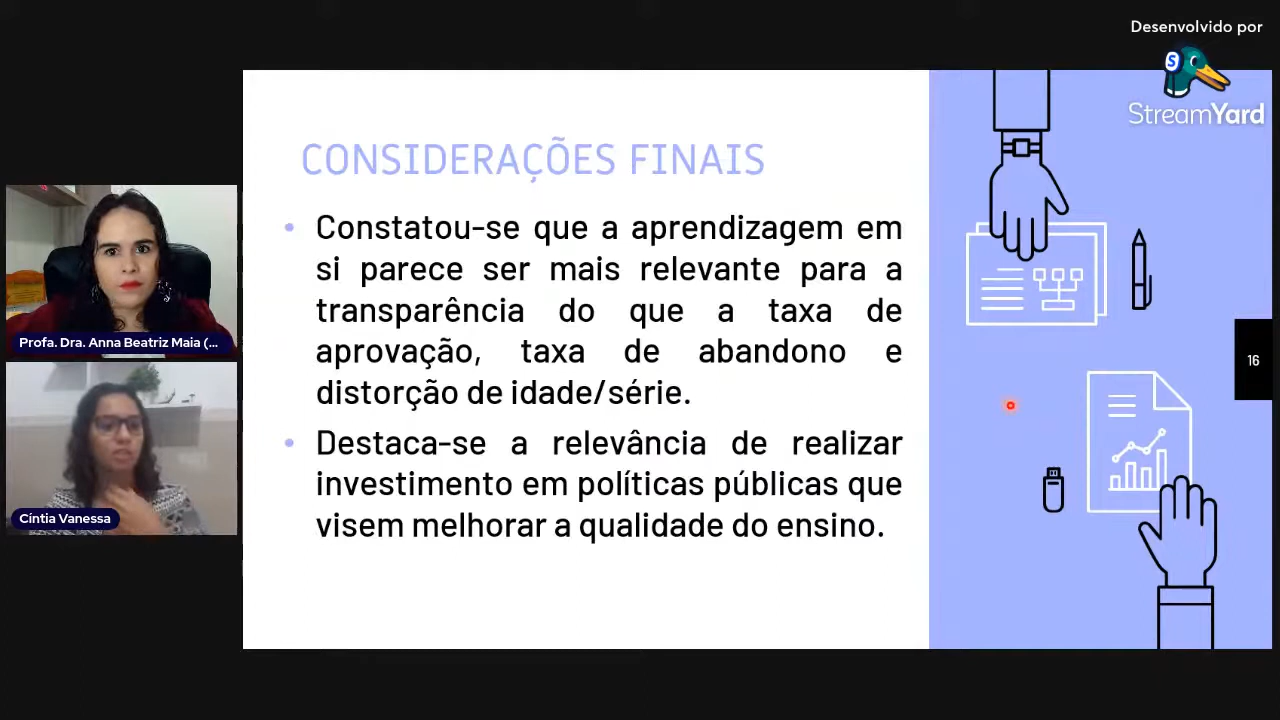 Desenvolvido por
S
StreamYard
CONSIDERAÇÕES FINAIS
• Constatou-se que a aprendizagem em
si parece ser mais relevante para a
transparência do que a taxa de
aprovação, taxa de abandono e
distorção de idade/série.
• Destaca-se a relevância de realizar
investimento em políticas públicas que
visem melhorar a qualidade do ensino.
16
Profa. Dra. Anna Beatriz Maia (...
Cíntia Vanessa